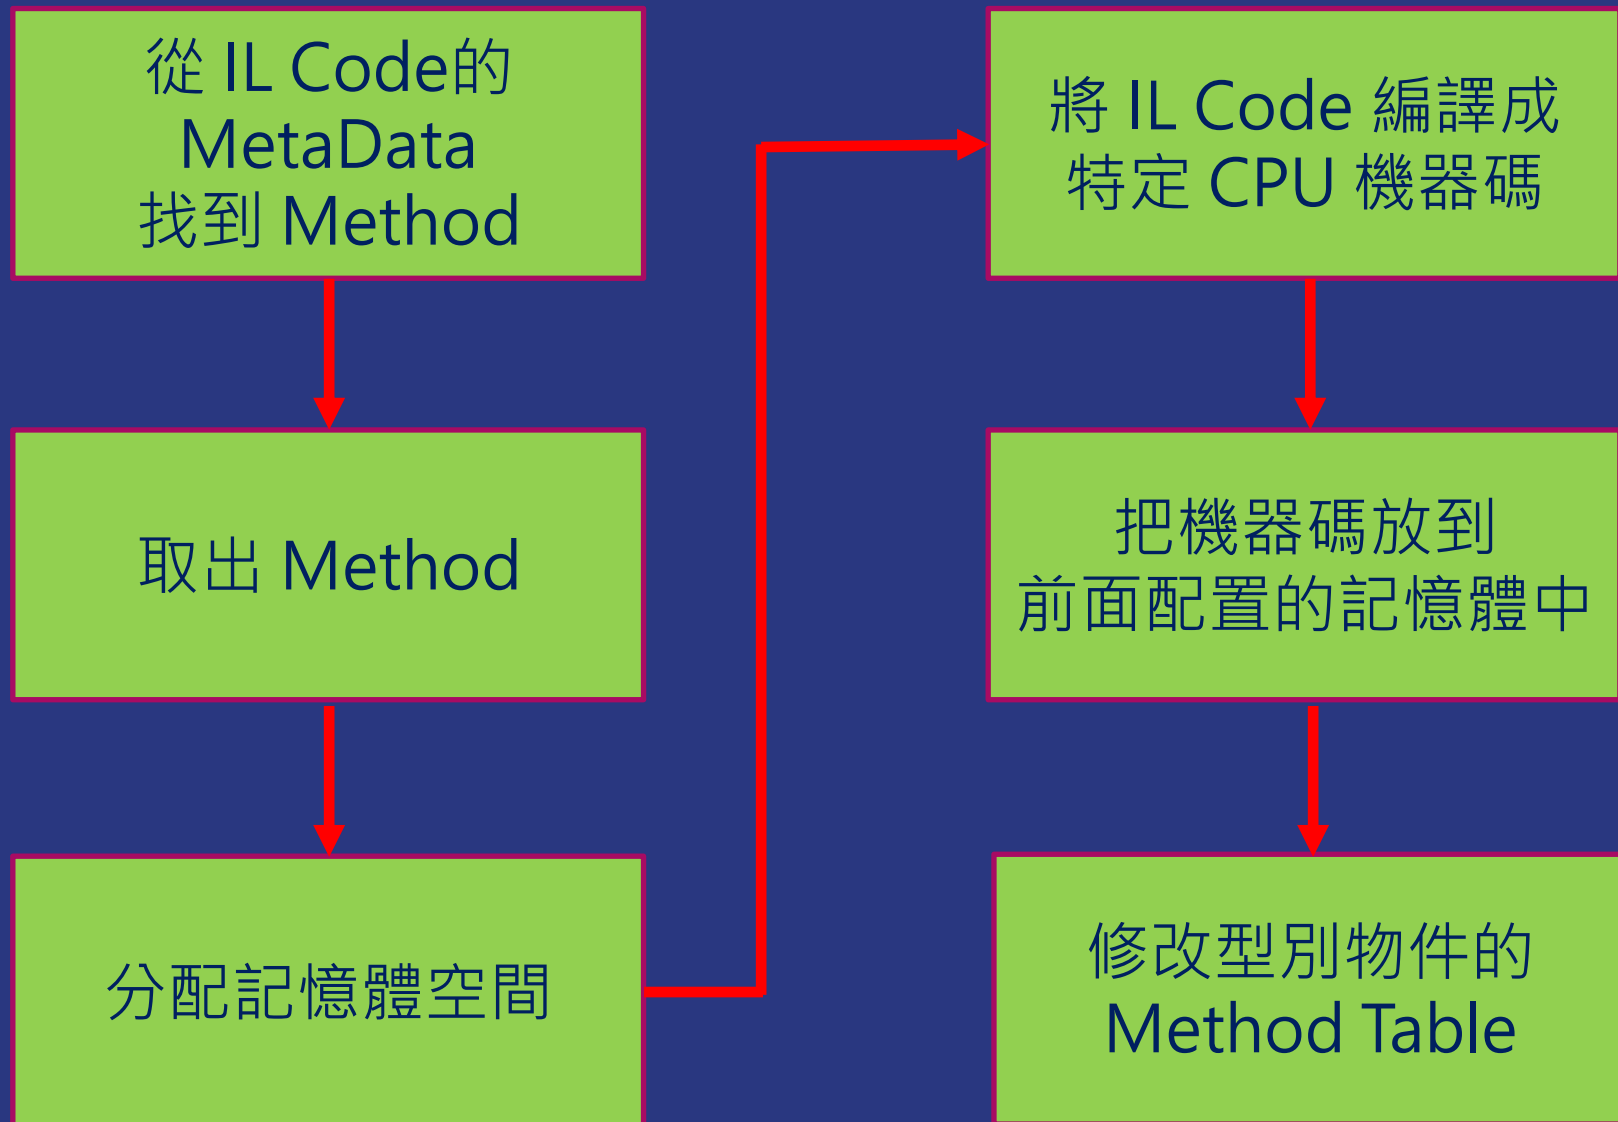 從 IL Code的
MetaData
找到 Method
取出 Method
分配記憶體空間
將 IL Code 編譯成
特定 CPU 機器碼
把機器碼放到
前面配置的記憶體中
修改型別物件的
Method Table